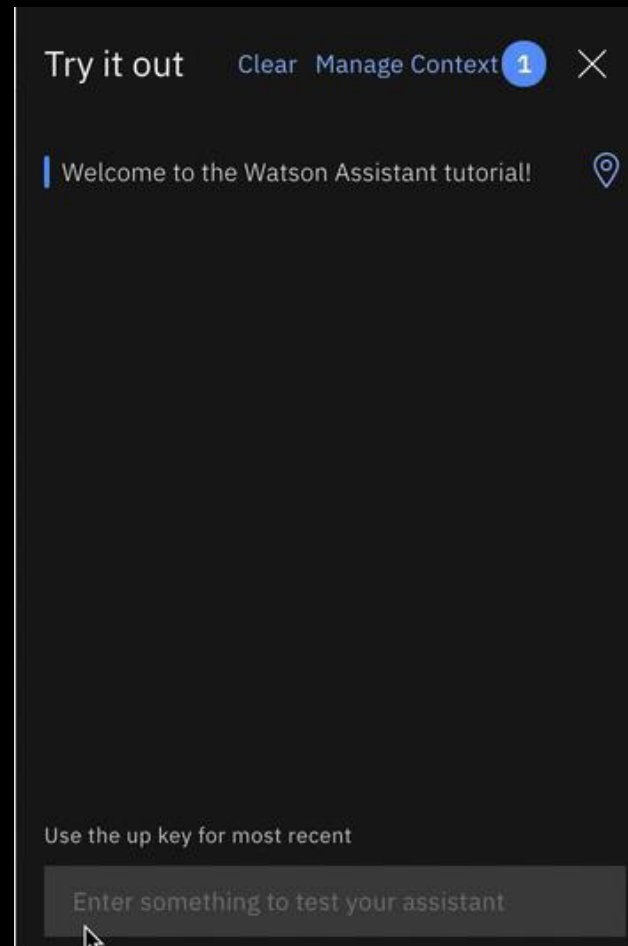 Try it out Clear Manage Context 1
Welcome to the Watson Assistant tutorial!
Use the up key for most recent
Enter something to test your assistant